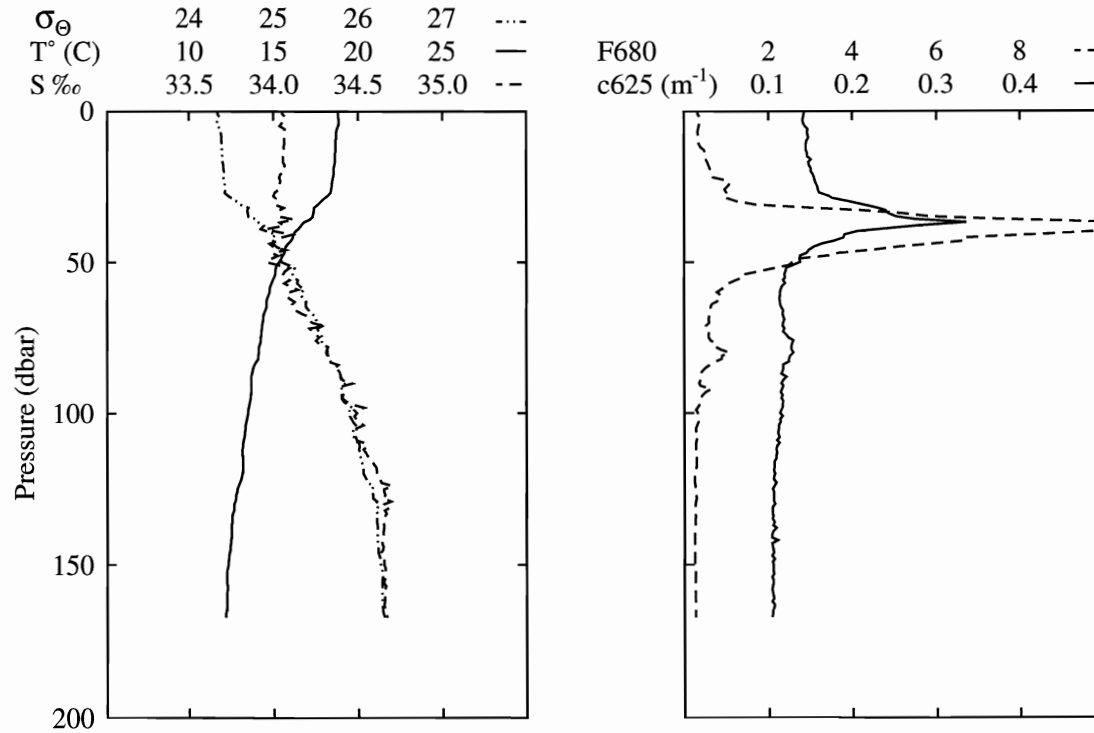 σΘ 24 25 26 27
T° (C) 10 15 20 25
S ‰ 33.5 34.0 34.5 35.0
F680 2 4 6 8
c625 (m-1) 0.1 0.2 0.3 0.4
0
50
100
150
200
Pressure (dbar)